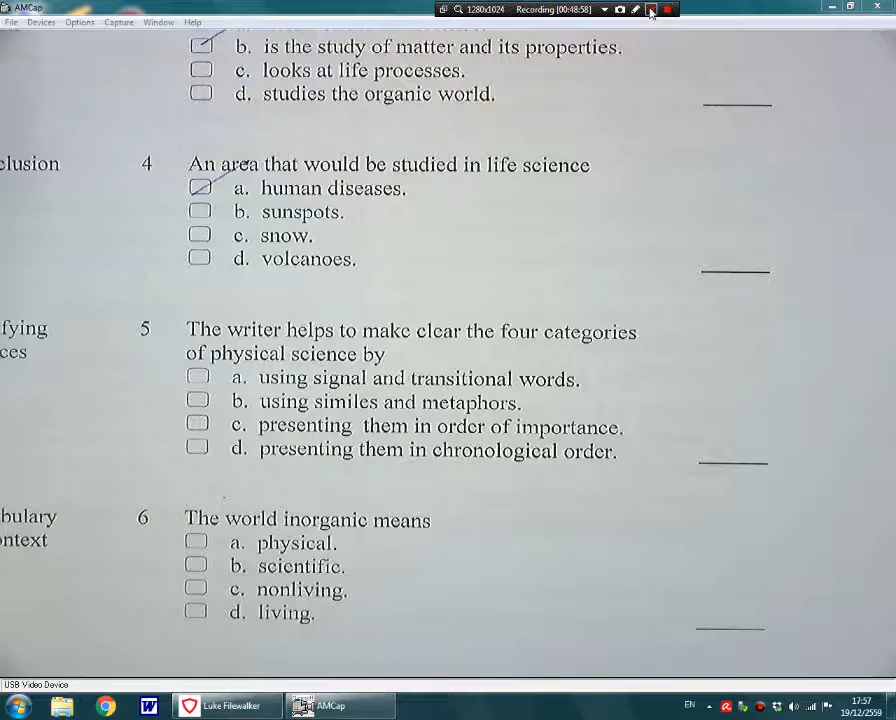 AMCap
1280x1024 Recording [00:48:58]
File Devices Options Capture Window Help
b. is the study of matter and its properties.
c. looks at life processes.
d. studies the organic world.
clusion 4 An area that would be studied in life science
a. human diseases.
b. sunspots.
c. snow.
d. volcanoes.
fying 5 The writer helps to make clear the four categories
ces of physical science by
a. using signal and transitional words.
b. using similes and metaphors.
c. presenting them in order of importance.
d. presenting them in chronological order.
bulary 6 The world inorganic means
ontext
a. physical.
b. scientific.
c. nonliving.
d. living.
USB Video Device
Luke Filewalker AMCap EN 17:57
19/12/2559